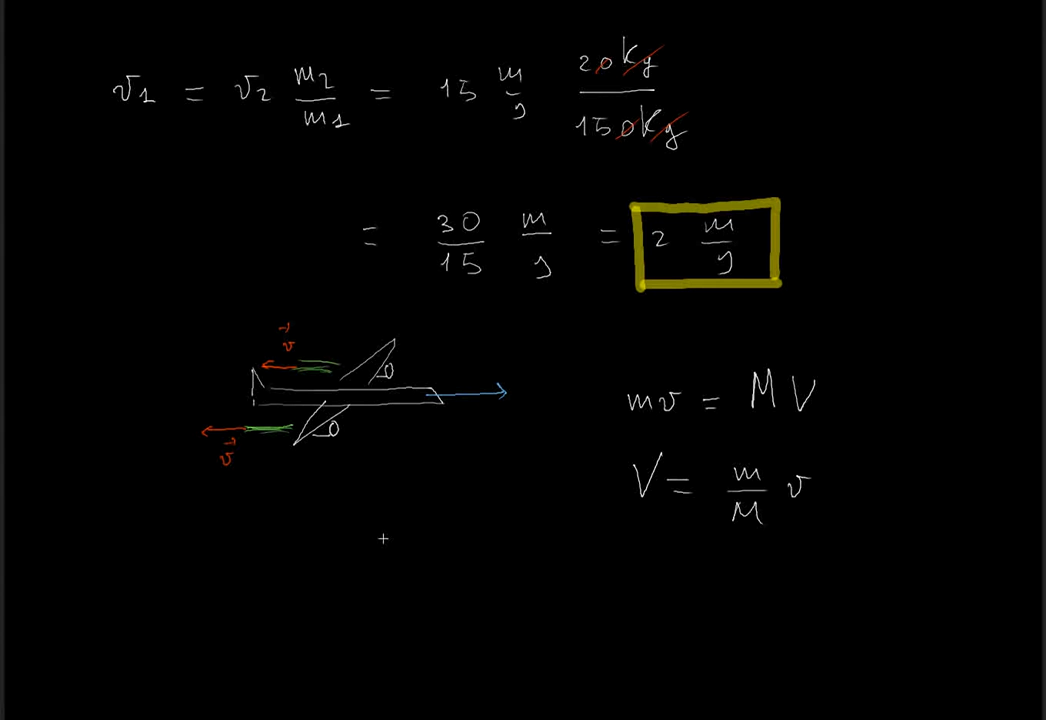 v₁ = v₂ m₂/m₁ = 15 m/s 20kg/150kg
= 30/15 m/s = 2 m/s
v⃗
mv = MV
v⃗
V = m/M v